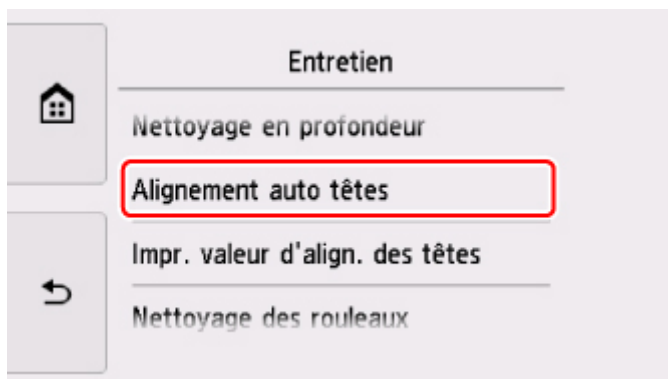 Entretien
Nettoyage en profondeur
Alignement auto têtes
Impr. valeur d'align. des têtes
Nettoyage des rouleaux